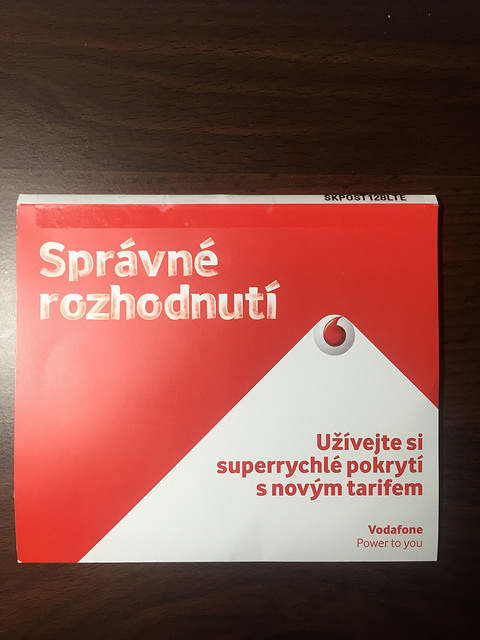 SKPOST128LTE
Správné
rozhodnutí
Užívejte si
superrychlé pokrytí
s novým tarifem
Vodafone
Power to you